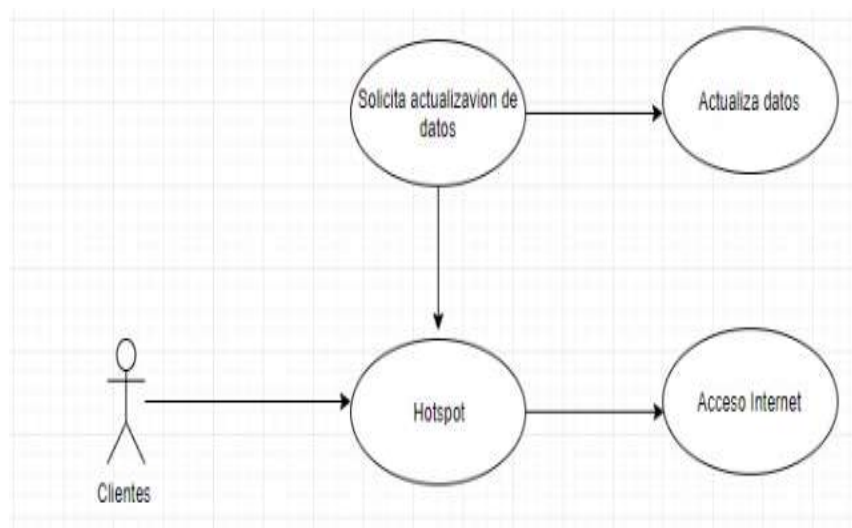 Solicita actualizavion de
datos
Actualiza datos
Hotspot
Acceso Internet
Clientes